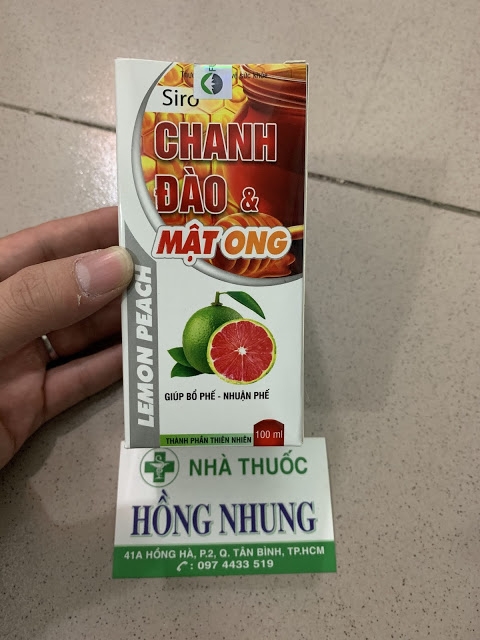 Siro
CHANH
ĐÀO &
MẬT ONG
LEMON PEACH
GIÚP BỔ PHẾ - NHUẬN PHẾ
THÀNH PHẦN THIÊN NHIÊN
100 ml
NHÀ THUỐC
HỒNG NHUNG
41A HỒNG HÀ, P.2, Q. TÂN BÌNH, TP.HCM
: 097 4433 519